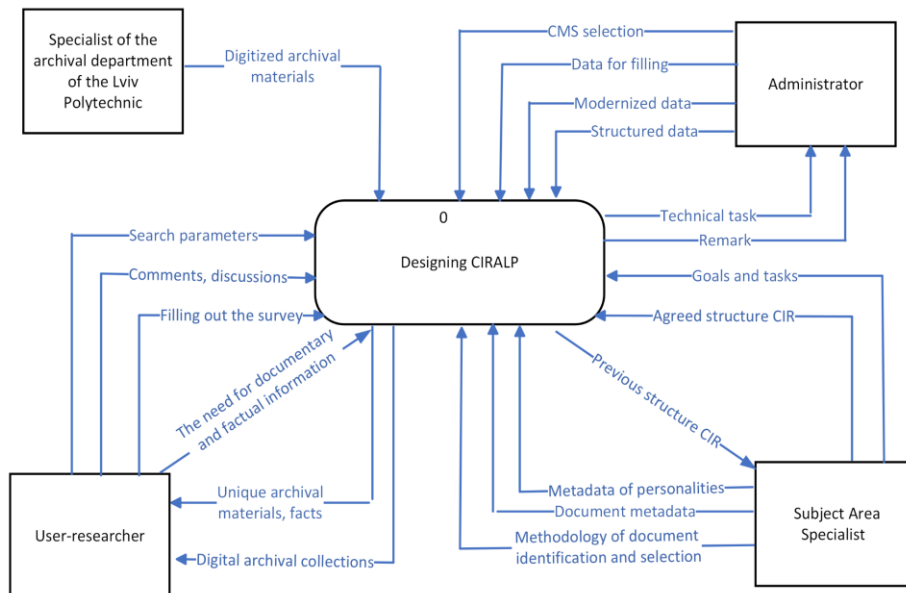 Specialist of the
archival department
of the Lviv
Polytechnic
Digitized archival
materials
CMS selection
Data for filling
Modernized data
Structured data
Administrator
0
Designing CIRALP
Technical task
Remark
Search parameters
Comments, discussions
Filling out the survey
Goals and tasks
Agreed structure CIR
The need for documentary
and factual information
Previous structure CIR
User-researcher
Unique archival
materials, facts
Digital archival collections
Metadata of personalities
Document metadata
Methodology of document
identification and selection
Subject Area
Specialist